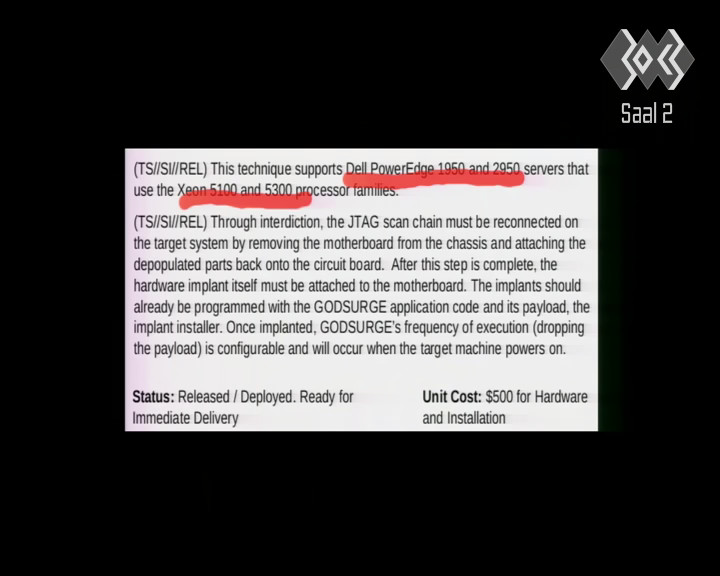 Saal 2
(TS//SI//REL) This technique supports Dell PowerEdge 1950 and 2950 servers that
use the Xeon 5100 and 5300 processor families.
(TS//SI//REL) Through interdiction, the JTAG scan chain must be reconnected on
the target system by removing the motherboard from the chassis and attaching the
depopulated parts back onto the circuit board. After this step is complete, the
hardware implant itself must be attached to the motherboard. The implants should
already be programmed with the GODSURGE application code and its payload, the
implant installer. Once implanted, GODSURGE's frequency of execution (dropping
the payload) is configurable and will occur when the target machine powers on.
Status: Released / Deployed. Ready for
Immediate Delivery
Unit Cost: $500 for Hardware
and Installation